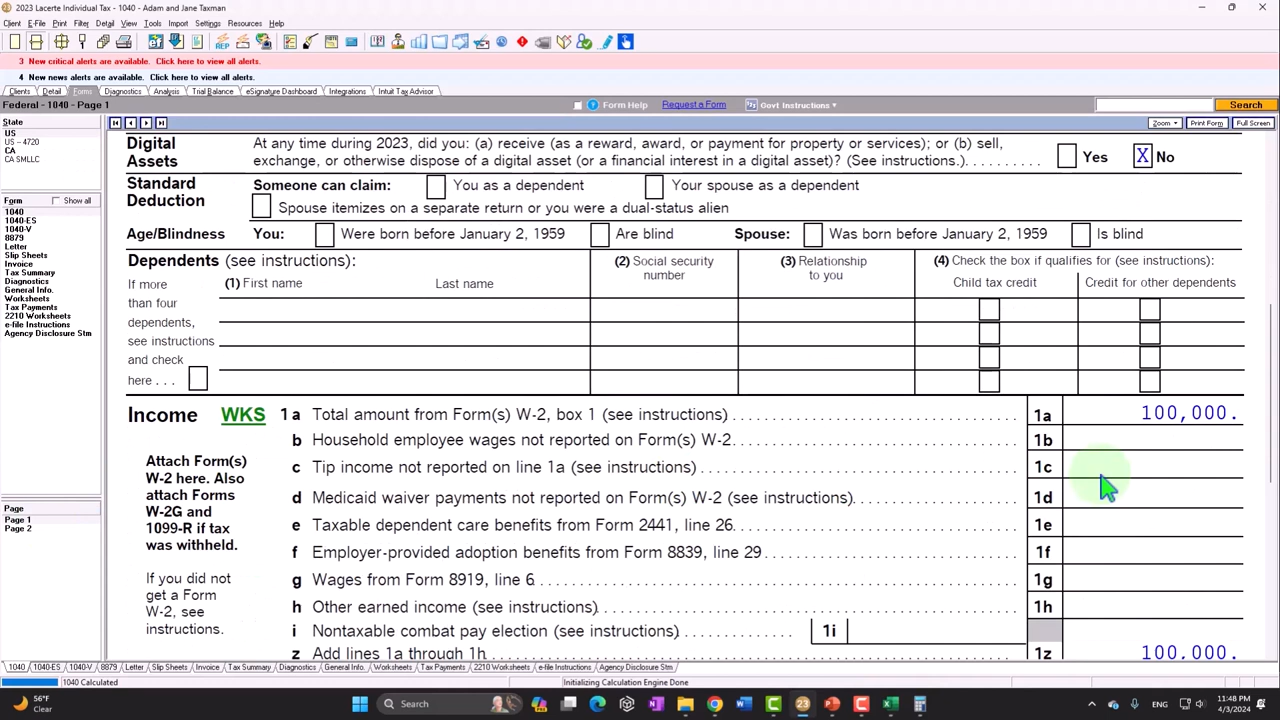 2023 Lacerte Individual Tax - 1040 - Adam and Jane Taxman
Client E-File Print Filter Detail View Tools Import Settings Resources Help
REP
3 New critical alerts are available. Click here to view all alerts.
4 New news alerts are available. Click here to view all alerts.
Clients Detail Forms Diagnostics Analysis Trial Balance eSignature Dashboard Integrations Intuit Tax Advisor
Federal - 1040 - Page 1
? Form Help Request a Form Govt Instructions Search
State
Zoom Print Form Full Screen
US
US - 4720
CA
CA SMLLC
Form Show all
1040
1040-ES
1040-V
8879
Letter
Slip Sheets
Invoice
Tax Summary
Diagnostics
General Info.
Worksheets
Tax Payments
2210 Worksheets
e-file Instructions
Agency Disclosure Stm
Page
Page 1
Page 2
Digital Assets
At any time during 2023, did you: (a) receive (as a reward, award, or payment for property or services); or (b) sell,
exchange, or otherwise dispose of a digital asset (or a financial interest in a digital asset)? (See instructions.) Yes X No
Standard Deduction
Someone can claim: You as a dependent Your spouse as a dependent
Spouse itemizes on a separate return or you were a dual-status alien
Age/Blindness You: Were born before January 2, 1959 Are blind Spouse: Was born before January 2, 1959 Is blind
Dependents (see instructions):
(2) Social security number
(3) Relationship to you
(4) Check the box if qualifies for (see instructions):
(1) First name Last name
Child tax credit Credit for other dependents
If more
than four
dependents,
see instructions
and check
here . . .
Income WKS 1 a Total amount from Form(s) W-2, box 1 (see instructions) 1a 100,000.
b Household employee wages not reported on Form(s) W-2 1b
c Tip income not reported on line 1a (see instructions) 1c
d Medicaid waiver payments not reported on Form(s) W-2 (see instructions) 1d
e Taxable dependent care benefits from Form 2441, line 26 1e
f Employer-provided adoption benefits from Form 8839, line 29 1f
g Wages from Form 8919, line 6 1g
h Other earned income (see instructions) 1h
i Nontaxable combat pay election (see instructions) 1i
z Add lines 1a through 1h 1z 100,000.
Attach Form(s)
W-2 here. Also
attach Forms
W-2G and
1099-R if tax
was withheld.
If you did not
get a Form
W-2, see
instructions.
1040 1040-ES 1040-V 8879 Letter Slip Sheets Invoice Tax Summary Diagnostics General Info. Worksheets Tax Payments 2210 Worksheets e-file Instructions Agency Disclosure Stm
1040 Calculated Initializing Calculation Engine Done
56°F
Clear
Search
23
ENG
11:48 PM
4/3/2024